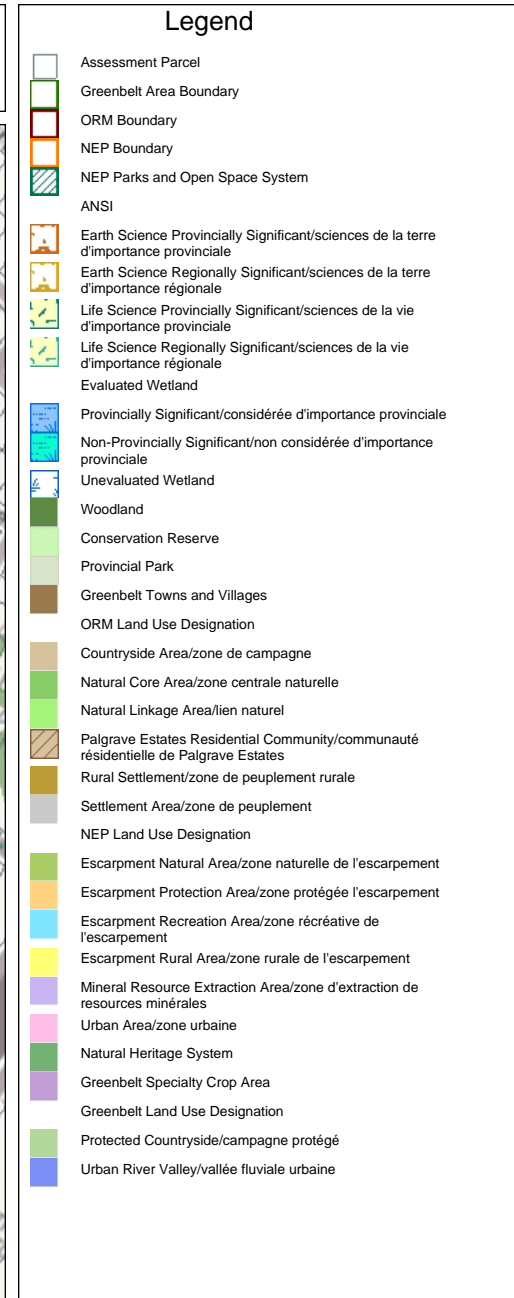 Legend
Assessment Parcel
Greenbelt Area Boundary
ORM Boundary
NEP Boundary
NEP Parks and Open Space System
ANSI
Earth Science Provincially Significant/sciences de la terre
d'importance provinciale
Earth Science Regionally Significant/sciences de la terre
d'importance régionale
Life Science Provincially Significant/sciences de la vie
d'importance provinciale
Life Science Regionally Significant/sciences de la vie
d'importance régionale
Evaluated Wetland
Provincially Significant/considérée d'importance provinciale
Non-Provincially Significant/non considérée d'importance
provinciale
Unevaluated Wetland
Woodland
Conservation Reserve
Provincial Park
Greenbelt Towns and Villages
ORM Land Use Designation
Countryside Area/zone de campagne
Natural Core Area/zone centrale naturelle
Natural Linkage Area/lien naturel
Palgrave Estates Residential Community/communauté
résidentielle de Palgrave Estates
Rural Settlement/zone de peuplement rurale
Settlement Area/zone de peuplement
NEP Land Use Designation
Escarpment Natural Area/zone naturelle de l'escarpement
Escarpment Protection Area/zone protégée l'escarpement
Escarpment Recreation Area/zone récréative de
l'escarpement
Escarpment Rural Area/zone rurale de l'escarpement
Mineral Resource Extraction Area/zone d'extraction de
resources minérales
Urban Area/zone urbaine
Natural Heritage System
Greenbelt Specialty Crop Area
Greenbelt Land Use Designation
Protected Countryside/campagne protégé
Urban River Valley/vallée fluviale urbaine